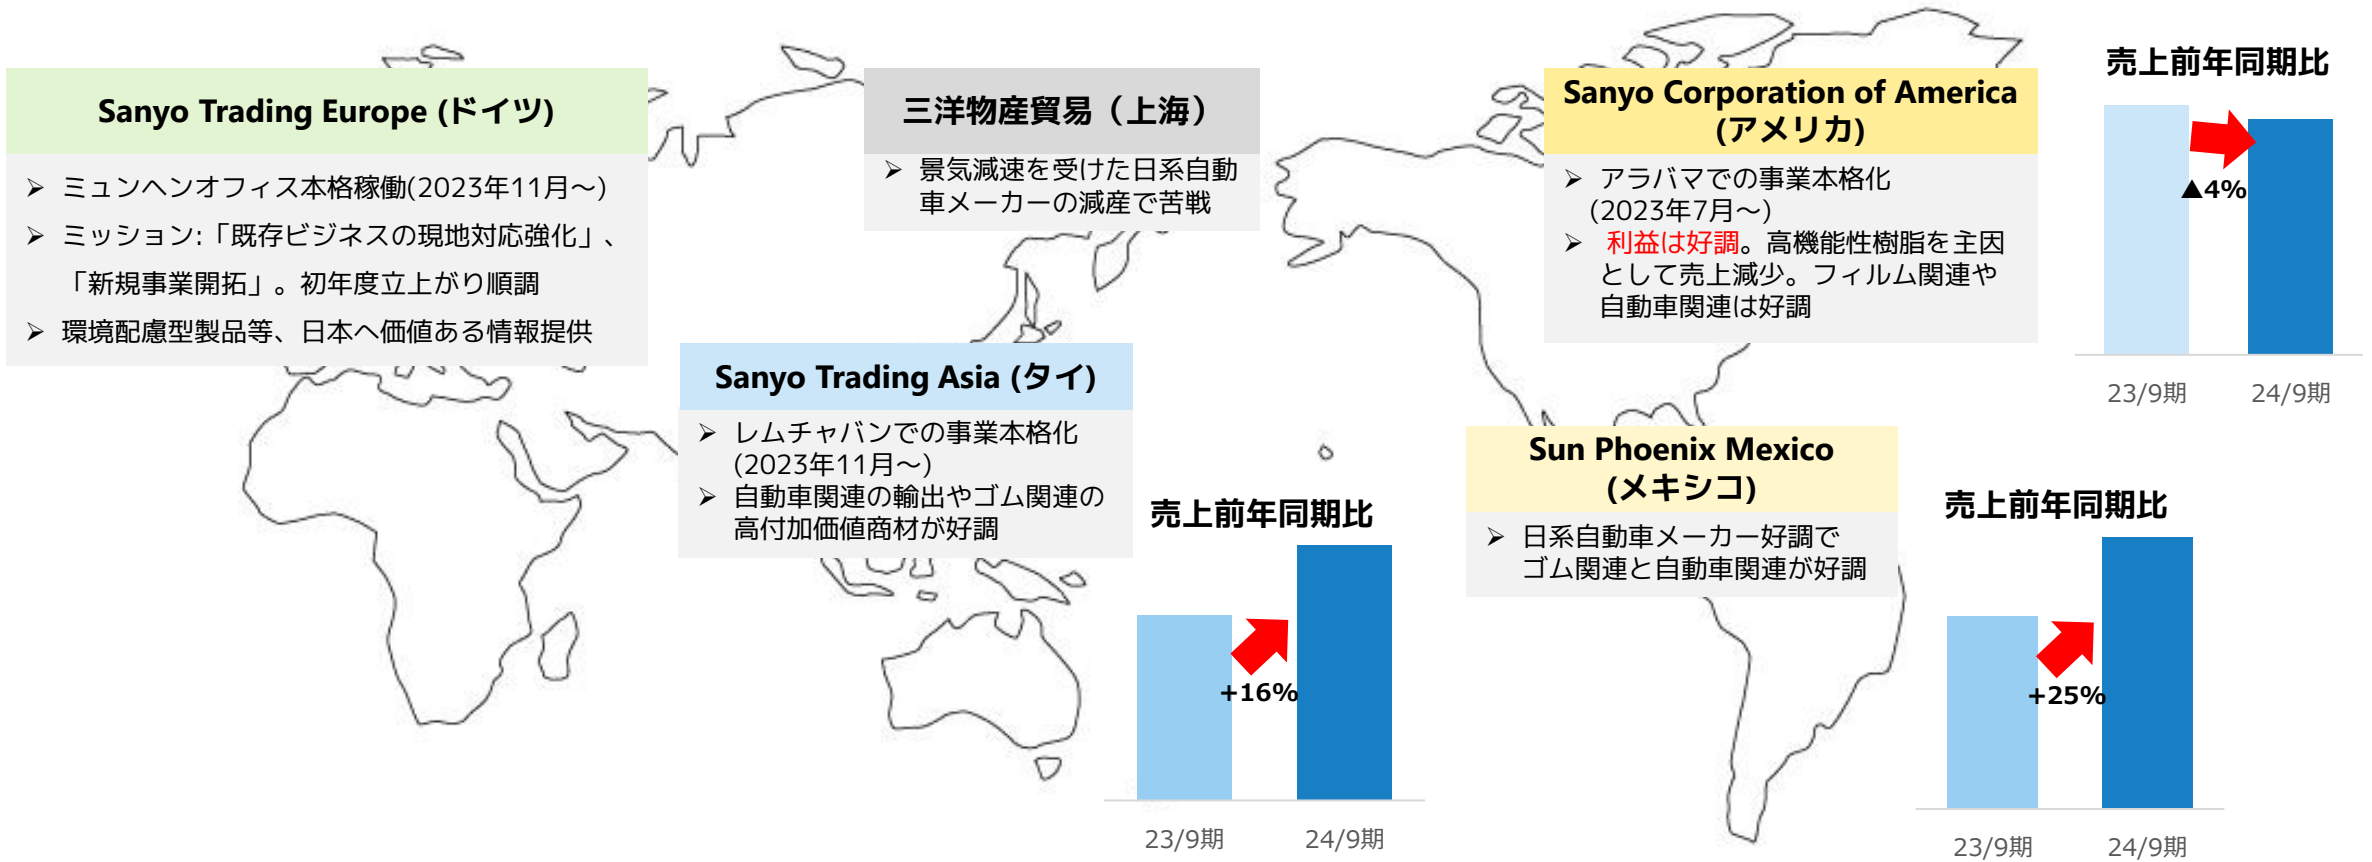 Sanyo Trading Europe (ドイツ)
➢ ミュンヘンオフィス本格稼働(2023年11月～)
➢ ミッション:「既存ビジネスの現地対応強化」、
「新規事業開拓」。初年度立上がり順調
➢ 環境配慮型製品等、日本へ価値ある情報提供
三洋物産貿易（上海）
➢ 景気減速を受けた日系自動
車メーカーの減産で苦戦
Sanyo Corporation of America
(アメリカ)
➢ アラバマでの事業本格化
(2023年7月～)
➢ 利益は好調。高機能性樹脂を主因
として売上減少。フィルム関連や
自動車関連は好調
売上前年同期比
▲4%
23/9期 24/9期
Sanyo Trading Asia (タイ)
➢ レムチャバンでの事業本格化
(2023年11月～)
➢ 自動車関連の輸出やゴム関連の
高付加価値商材が好調
売上前年同期比
+16%
23/9期 24/9期
Sun Phoenix Mexico
(メキシコ)
➢ 日系自動車メーカー好調で
ゴム関連と自動車関連が好調
売上前年同期比
+25%
23/9期 24/9期